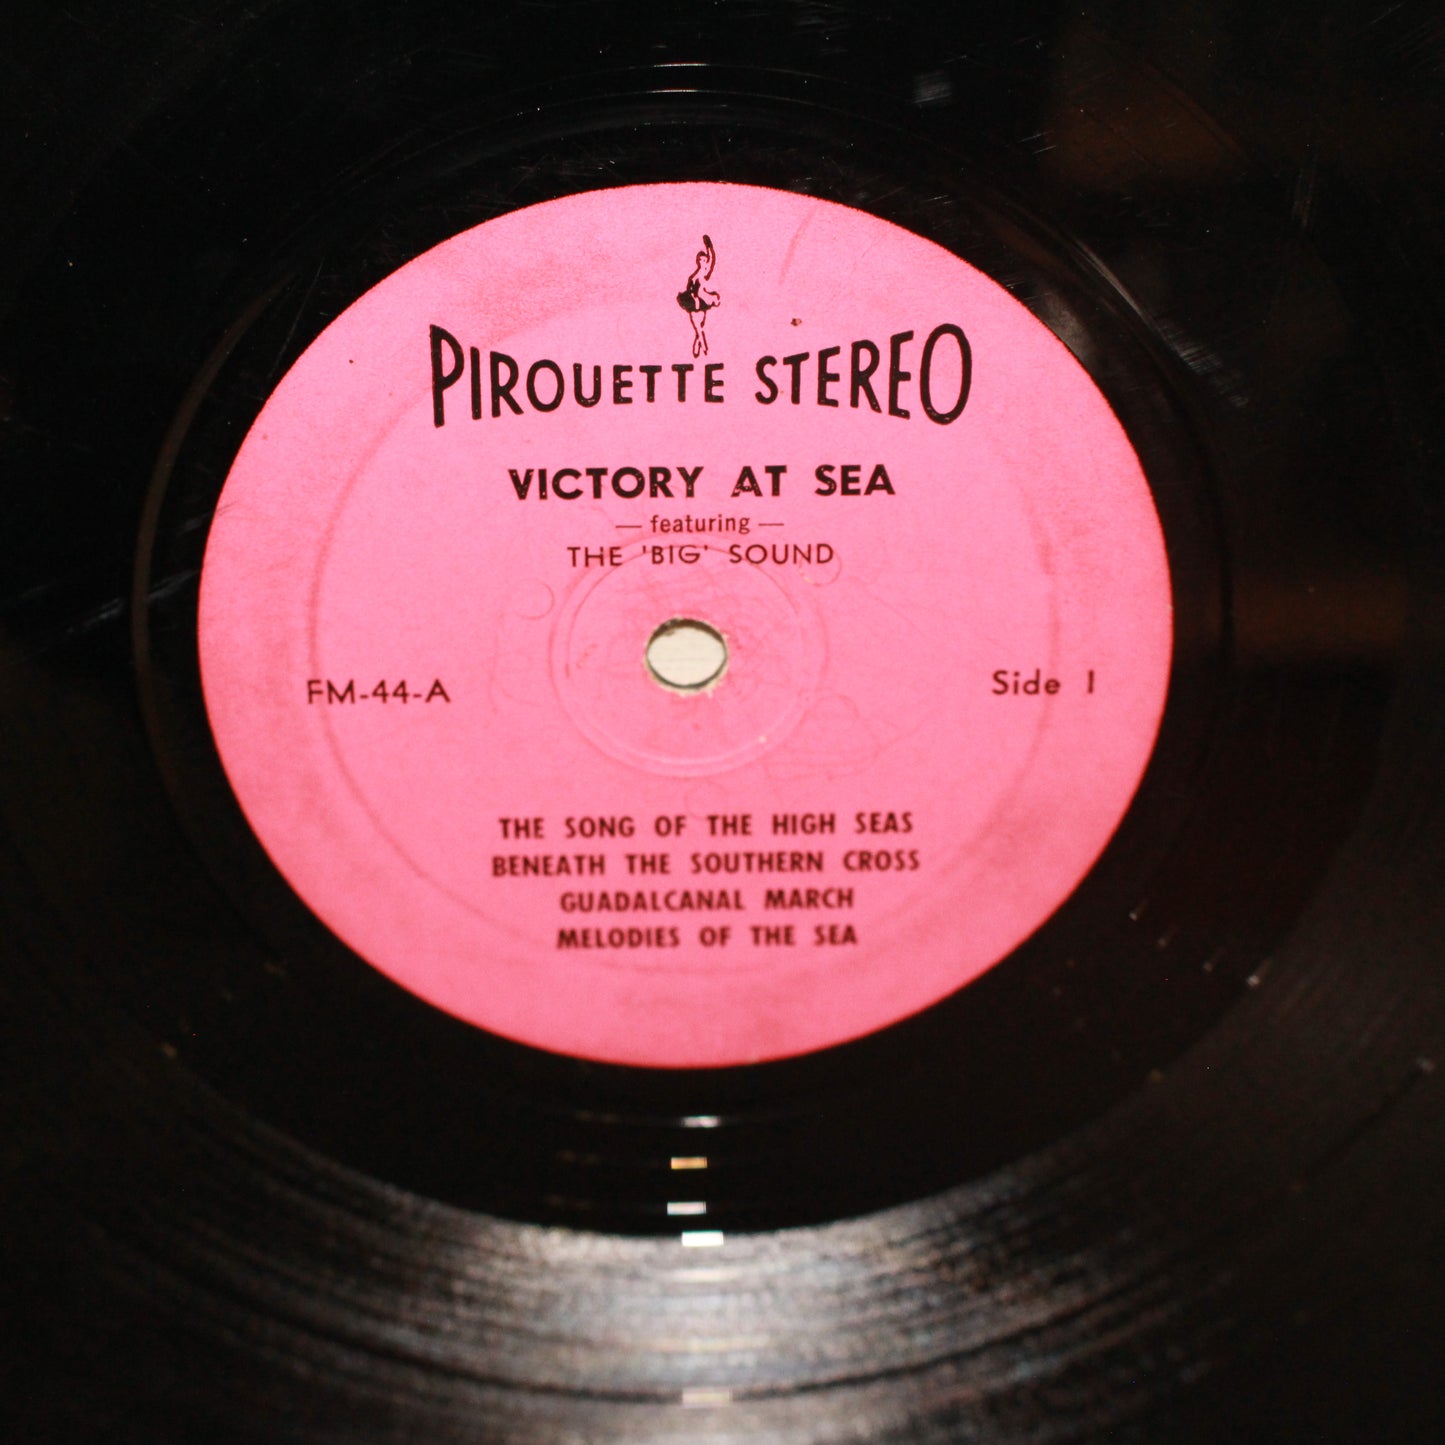 PIROUETTE STEREO
VICTORY AT SEA
— featuring —
THE 'BIG' SOUND
FM-44-A
Side 1
THE SONG OF THE HIGH SEAS
BENEATH THE SOUTHERN CROSS
GUADALCANAL MARCH
MELODIES OF THE SEA